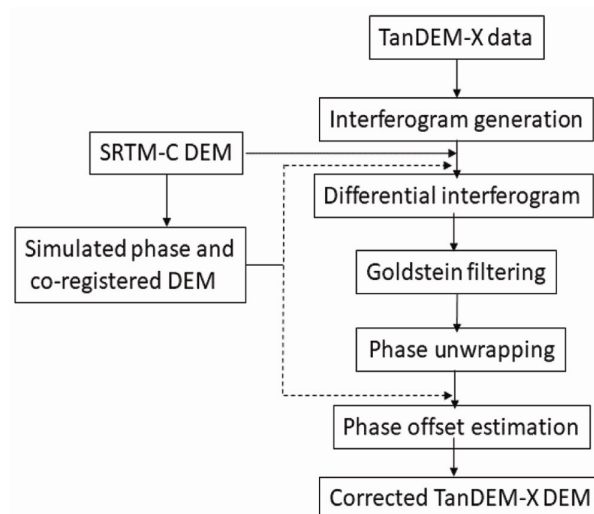 TanDEM-X data
Interferogram generation
SRTM-C DEM
Differential interferogram
Simulated phase and
co-registered DEM
Goldstein filtering
Phase unwrapping
Phase offset estimation
Corrected TanDEM-X DEM